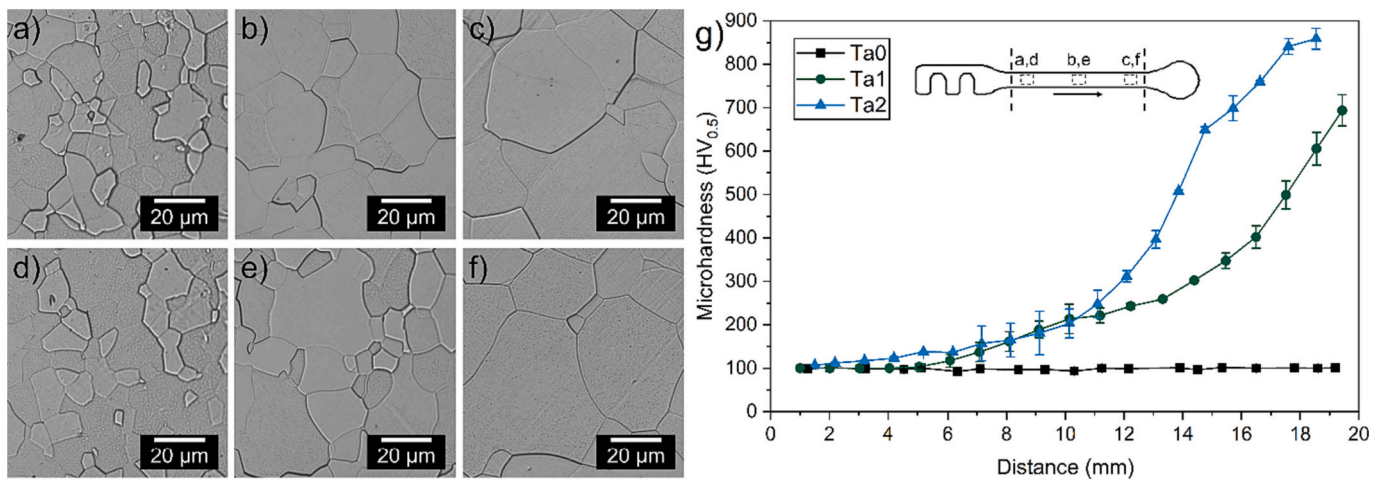 a)
b)
c)
20 µm
20 µm
20 µm
d)
e)
f)
20 µm
20 µm
20 µm
g)
Ta0
Ta1
Ta2
a,d
b,e
c,f
900
800
700
600
500
400
300
200
100
0
Microhardness (HV0.5)
0
2
4
6
8
10
12
14
16
18
20
Distance (mm)